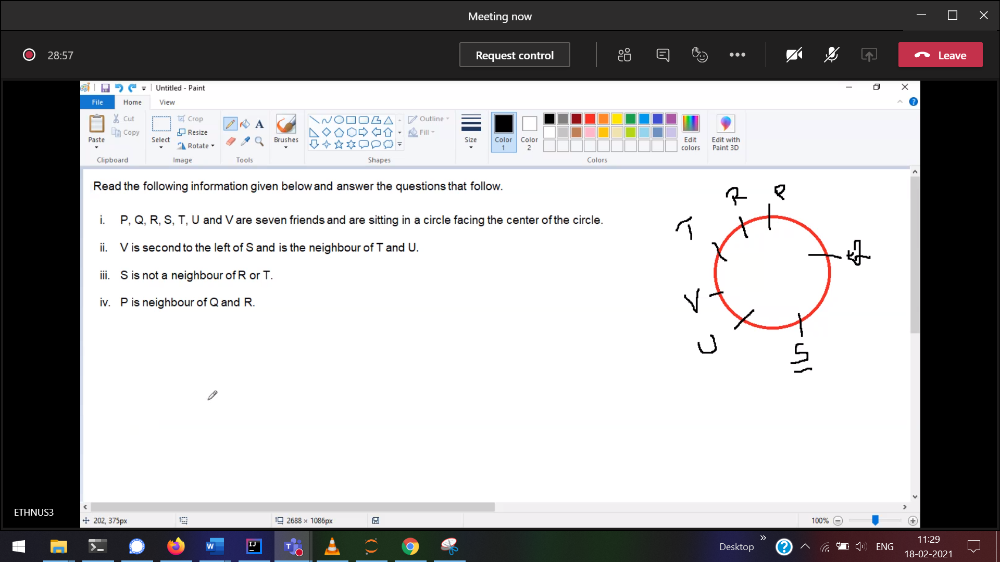 Meeting now
28:57
Request control
Leave
Untitled - Paint
File
Home
View
Paste
Cut
Copy
Clipboard
Select
Crop
Resize
Rotate
Image
A
Tools
Brushes
Shapes
Outline
Fill
Size
Color
1
Color
2
Colors
Edit
colors
Edit with
Paint 3D
Read the following information given below and answer the questions that follow.
i. P, Q, R, S, T, U and V are seven friends and are sitting in a circle facing the center of the circle.
ii. V is second to the left of S and is the neighbour of T and U.
iii. S is not a neighbour of R or T.
iv. P is neighbour of Q and R.
R
P
T
V
U
S
ETHNUS3
202, 375px
2688 × 1086px
100%
W
IJ
T
Desktop
ENG
11:29
18-02-2021